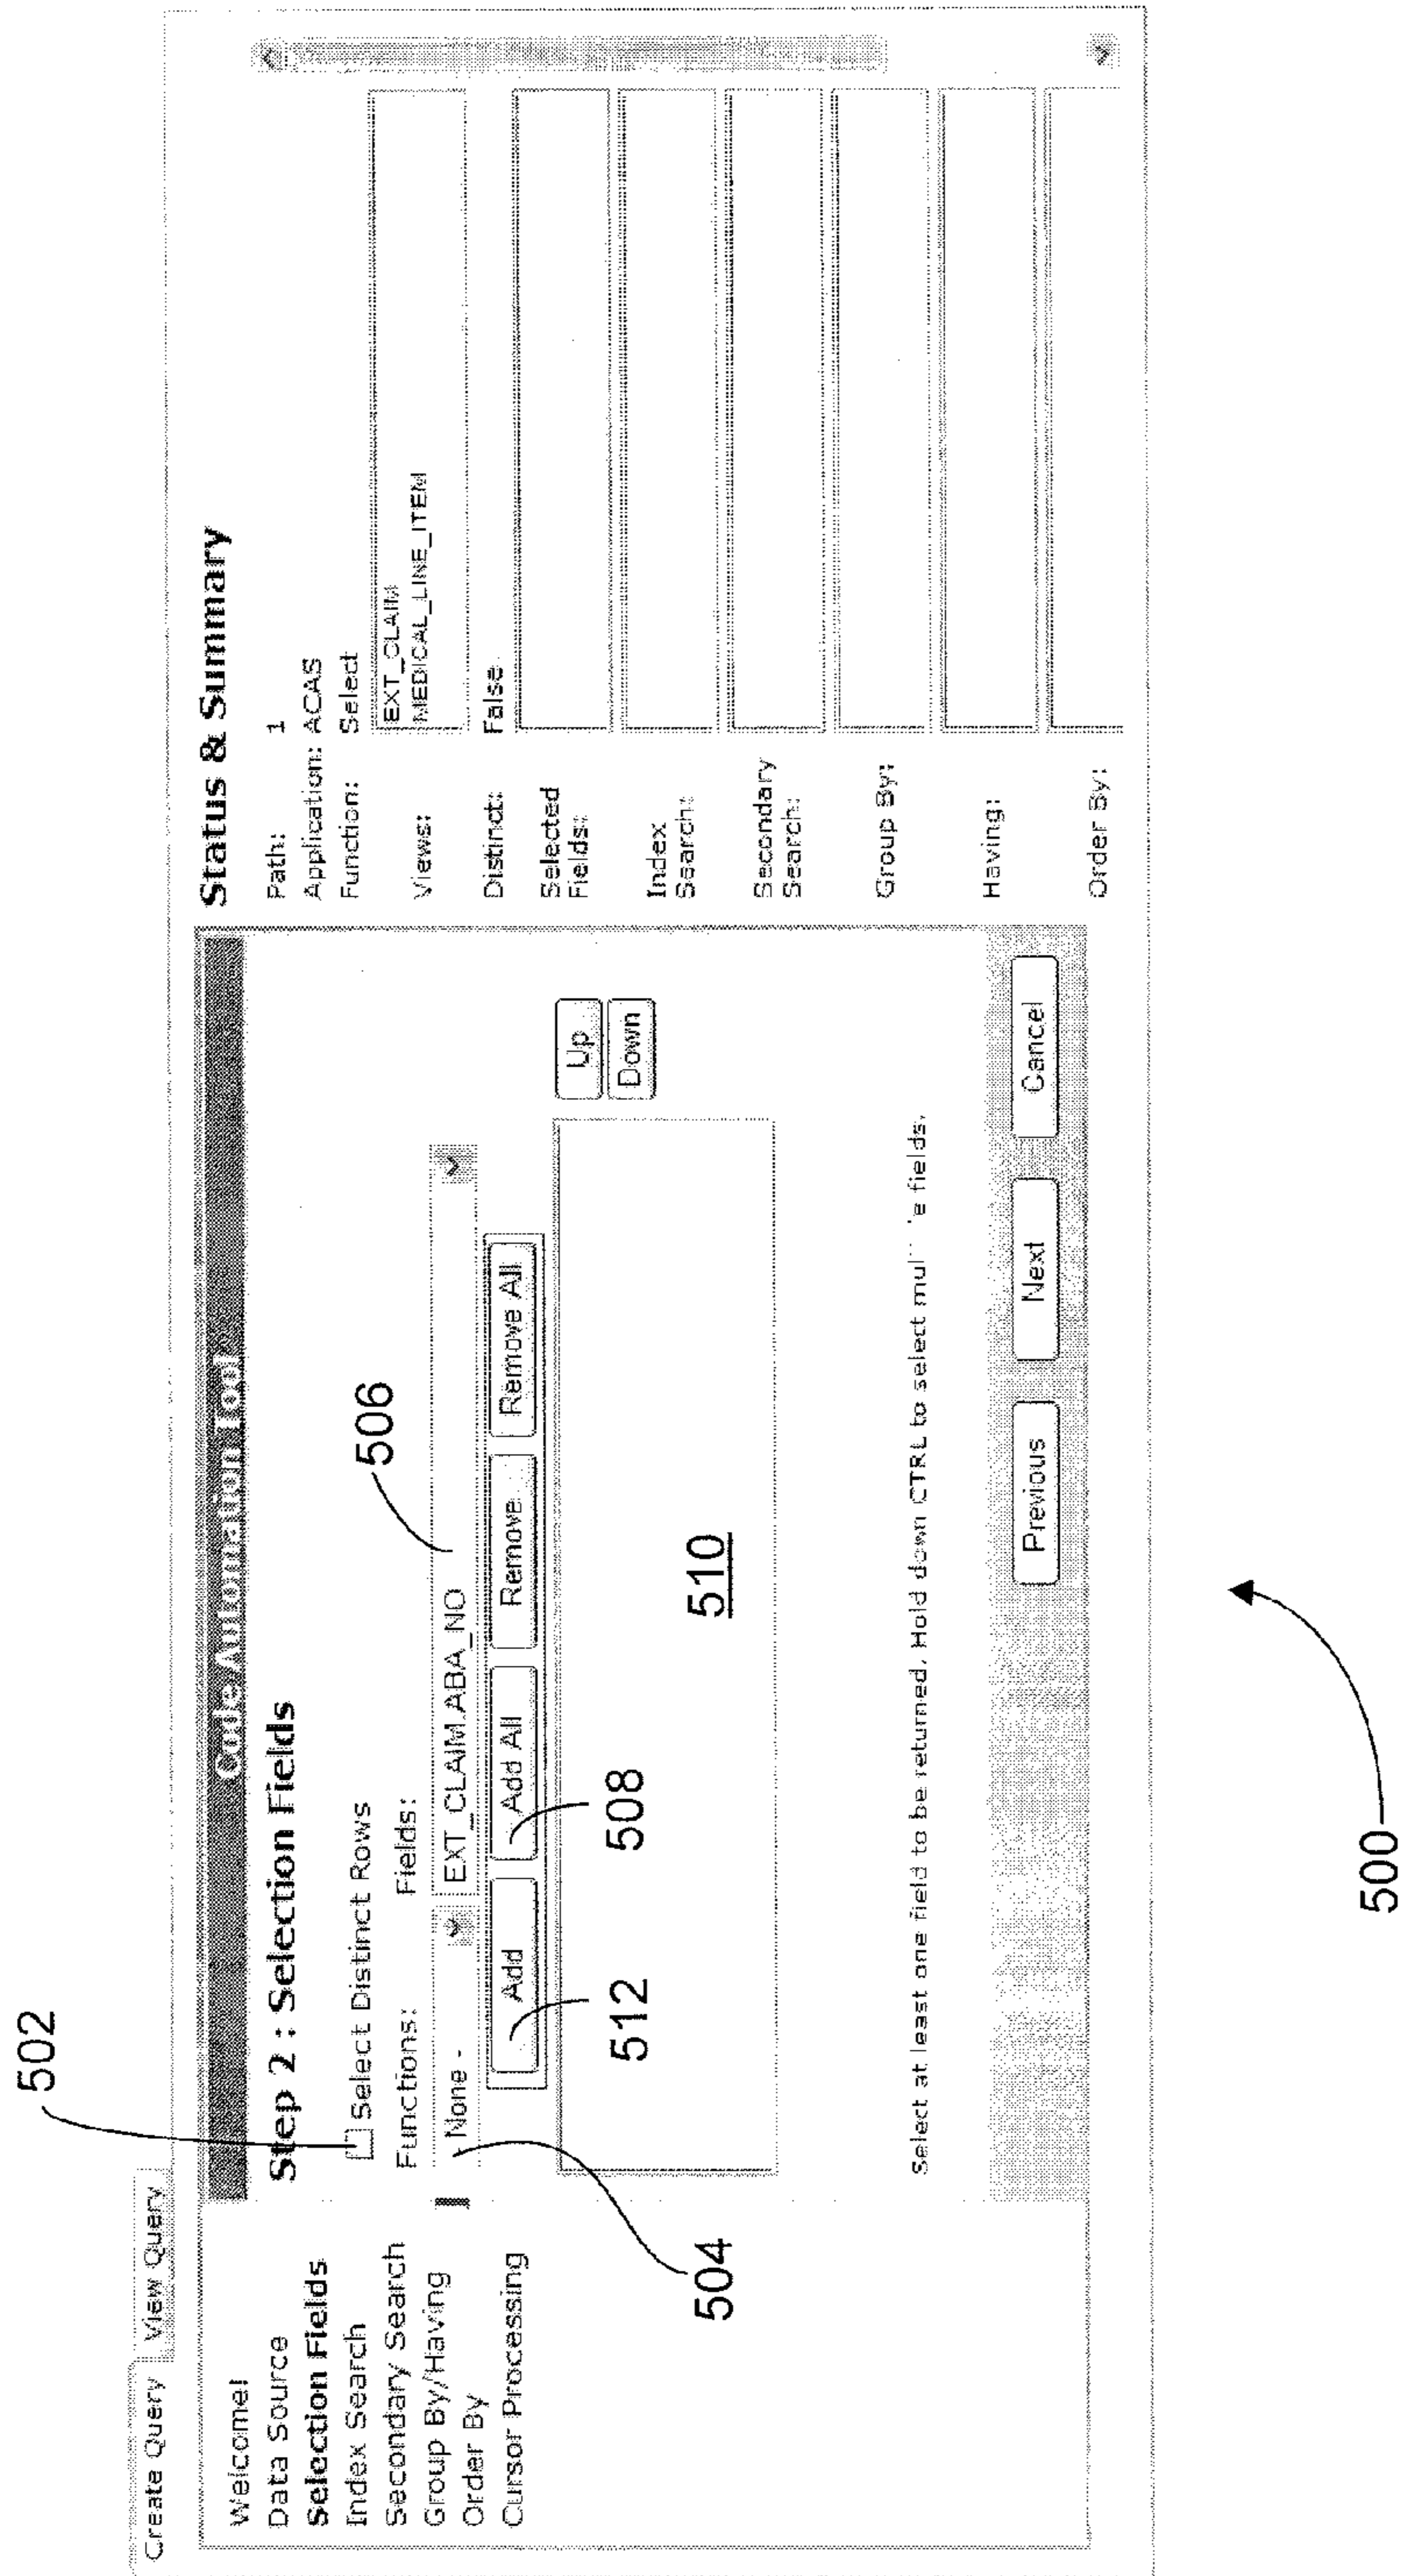 502
Create Query
View Query
Code Automation Tool
Welcome!
Data Source
Selection Fields
Index Search
Secondary Search
Group By/Having
Order By
Cursor Processing
Step 2 : Selection Fields
Select Distinct Rows
506
Functions:
Fields:
None -
EXT_CLAIM.ABA_NO
Add
Add All
Remove
Remove All
Up
Down
504
512
508
510
Select at least one field to be returned. Hold down CTRL to select fields.
Previous
Next
Cancel
Status & Summary
Path: 1
Application: ACAS
Function: Select
Views:
EXT_CLAIM
MEDICAL_LINE_ITEM
Distinct: False
Selected
Fields:
Index
Search:
Secondary
Search:
Group By:
Having:
Order By:
500